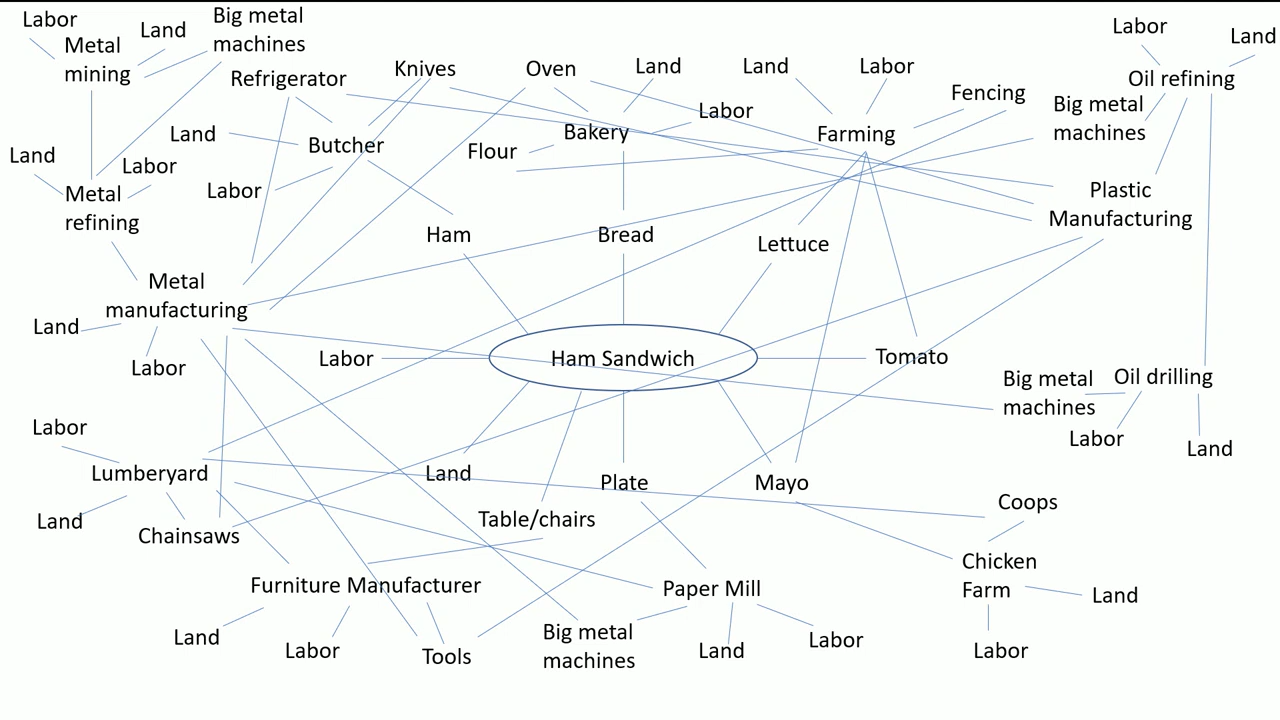 Labor
Metal
mining
Land
Big metal
machines
Refrigerator
Knives
Oven
Land
Land
Labor
Fencing
Big metal
machines
Labor
Land
Oil refining
Land
Butcher
Labor
Flour
Bakery
Labor
Farming
Land
Labor
Metal
refining
Plastic
Manufacturing
Ham
Bread
Lettuce
Metal
manufacturing
Land
Labor
Labor
Ham Sandwich
Tomato
Big metal
machines
Oil drilling
Labor
Land
Labor
Lumberyard
Land
Chainsaws
Land
Table/chairs
Plate
Mayo
Coops
Chicken
Farm
Land
Labor
Furniture Manufacturer
Land
Labor
Tools
Paper Mill
Big metal
machines
Land
Labor